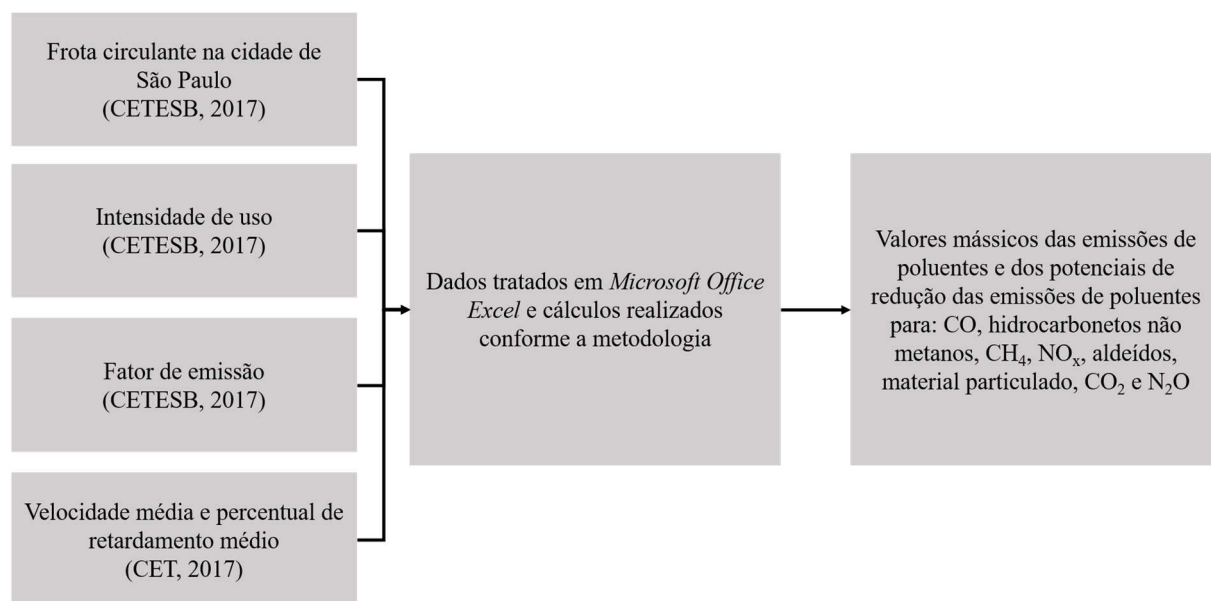 Frota circulante na cidade de
São Paulo
(CETESB, 2017)
Intensidade de uso
(CETESB, 2017)
Fator de emissão
(CETESB, 2017)
Velocidade média e percentual de
retardamento médio
(CET, 2017)
Dados tratados em Microsoft Office
Excel e cálculos realizados
conforme a metodologia
Valores mássicos das emissões de
poluentes e dos potenciais de
redução das emissões de poluentes
para: CO, hidrocarbonetos não
metanos, CH₄, NOₓ, aldeídos,
material particulado, CO₂ e N₂O